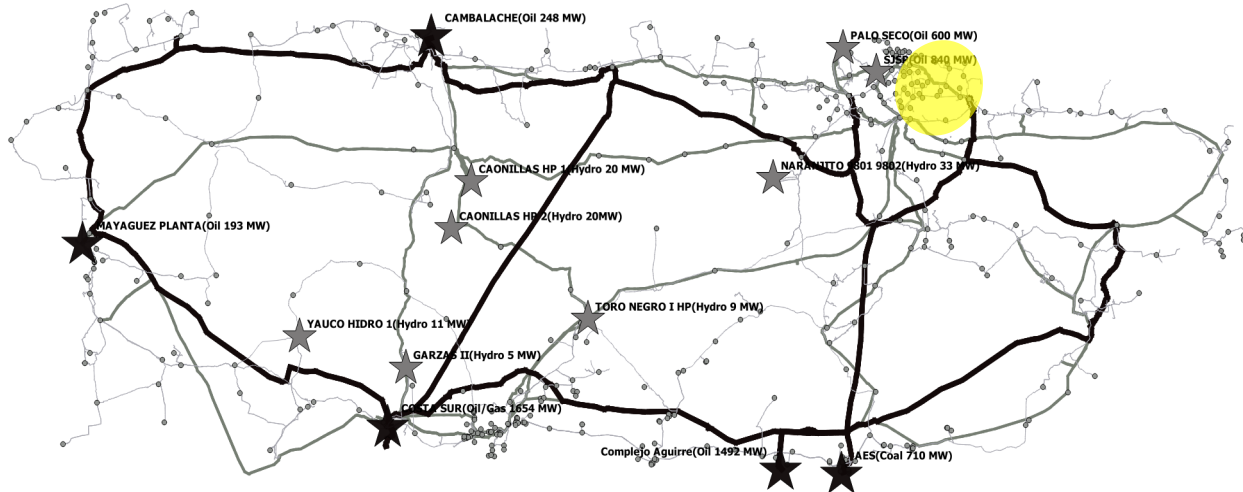 CAMBALACHE(Oil 248 MW)
PALO SECO(Oil 600 MW)
SJSP(Oil 840 MW)
CAONILLAS HP 1(Hydro 20 MW)
NARANJITO 9801 9802(Hydro 33 MW)
CAONILLAS HP 2(Hydro 20MW)
MAYAGUEZ PLANTA(Oil 193 MW)
TORO NEGRO I HP(Hydro 9 MW)
YAUCO HIDRO 1(Hydro 11 MW)
GARZAS II(Hydro 5 MW)
COSTA SUR(Oil/Gas 1654 MW)
Complejo Aguirre(Oil 1492 MW)
AES(Coal 710 MW)